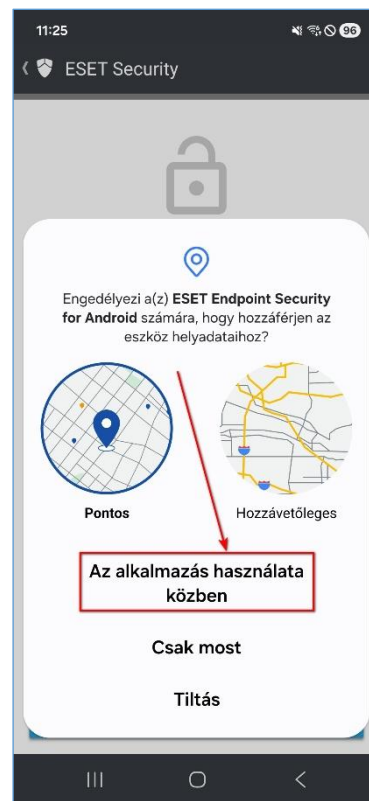 11:25
96
ESET Security
Engedélyezi a(z) ESET Endpoint Security
for Android számára, hogy hozzáférjen az
eszköz helyadataihoz?
Pontos
Hozzávetőleges
Az alkalmazás használata
közben
Csak most
Tiltás